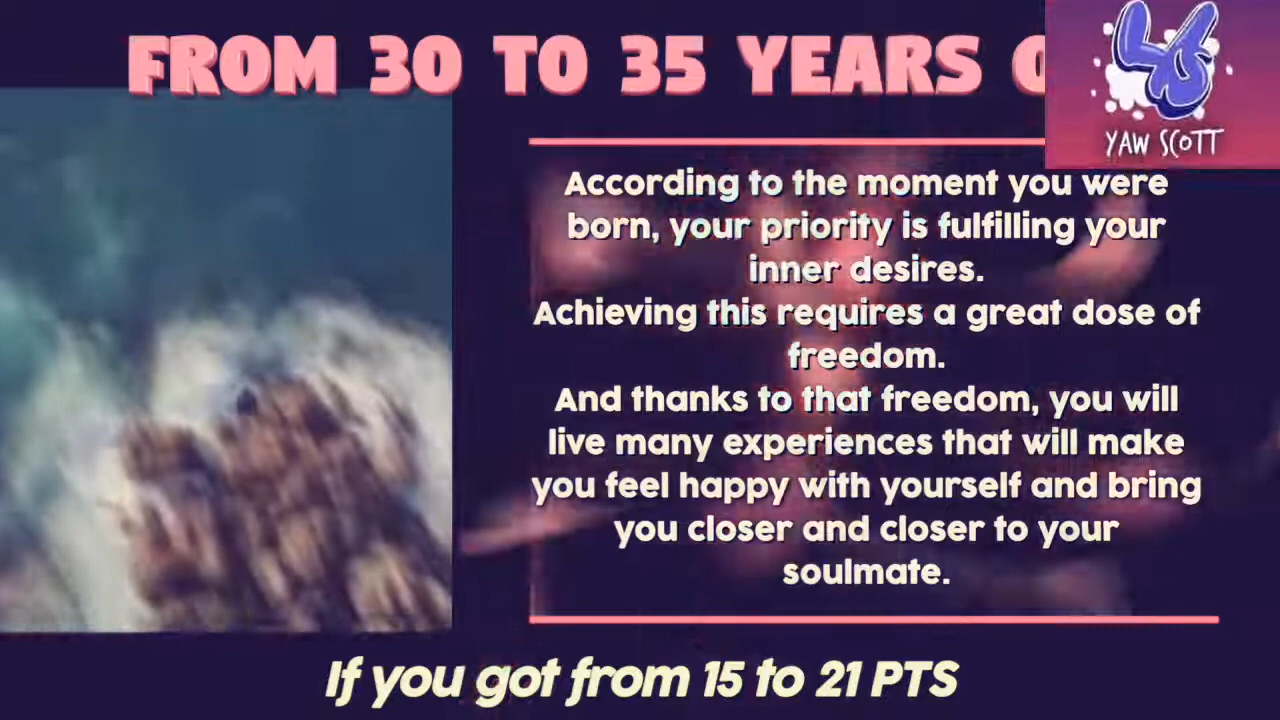 FROM 30 TO 35 YEARS
YAW SCOTT
According to the moment you were
born, your priority is fulfilling your
inner desires.
Achieving this requires a great dose of
freedom.
And thanks to that freedom, you will
live many experiences that will make
you feel happy with yourself and bring
you closer and closer to your
soulmate.
If you got from 15 to 21 PTS